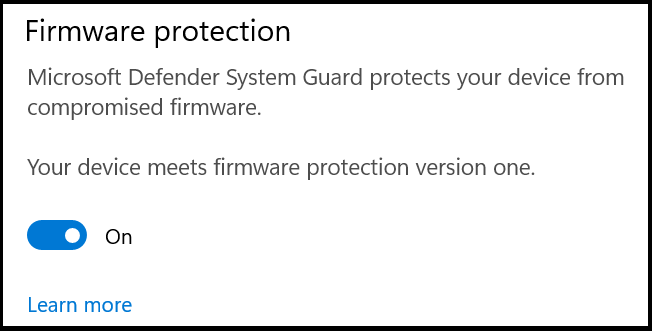 Firmware protection
Microsoft Defender System Guard protects your device from
compromised firmware.
Your device meets firmware protection version one.
On
Learn more